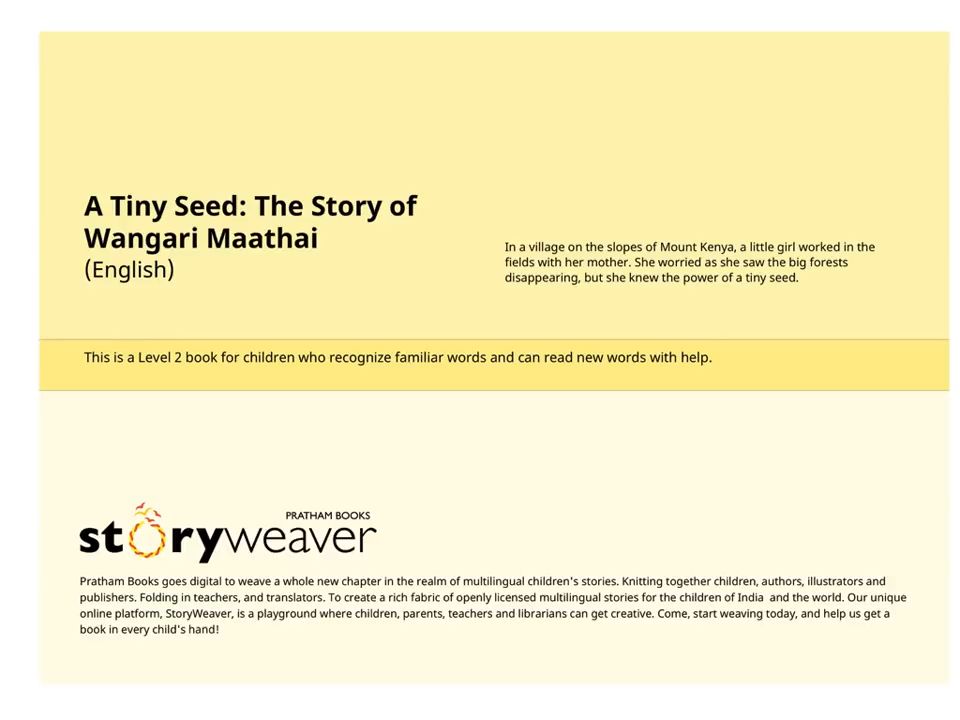 A Tiny Seed: The Story of
Wangari Maathai
(English)
In a village on the slopes of Mount Kenya, a little girl worked in the
fields with her mother. She worried as she saw the big forests
disappearing, but she knew the power of a tiny seed.
This is a Level 2 book for children who recognize familiar words and can read new words with help.
PRATHAM BOOKS
storyweaver
Pratham Books goes digital to weave a whole new chapter in the realm of multilingual children's stories. Knitting together children, authors, illustrators and
publishers. Folding in teachers, and translators. To create a rich fabric of openly licensed multilingual stories for the children of India  and the world. Our unique
online platform, StoryWeaver, is a playground where children, parents, teachers and librarians can get creative. Come, start weaving today, and help us get a
book in every child's hand!